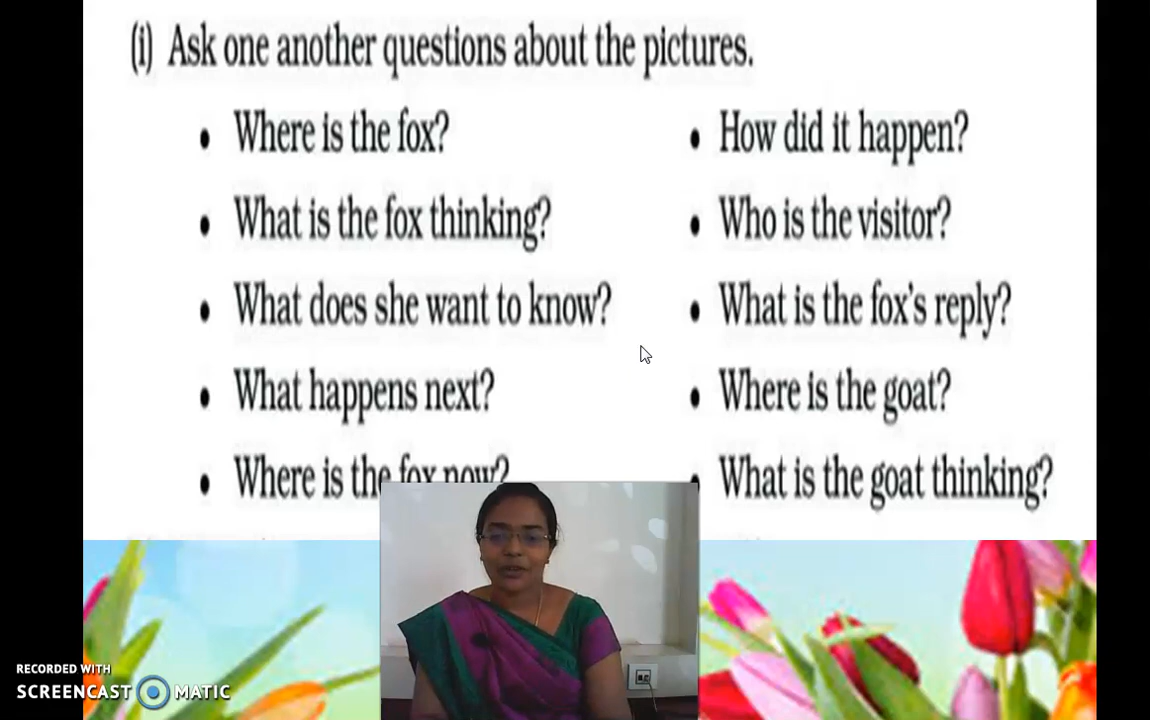 (i) Ask one another questions about the pictures.
• Where is the fox?
• What is the fox thinking?
• What does she want to know?
• What happens next?
• Where is the fox now?
• How did it happen?
• Who is the visitor?
• What is the fox's reply?
• Where is the goat?
• What is the goat thinking?
RECORDED WITH
SCREENCAST MATIC